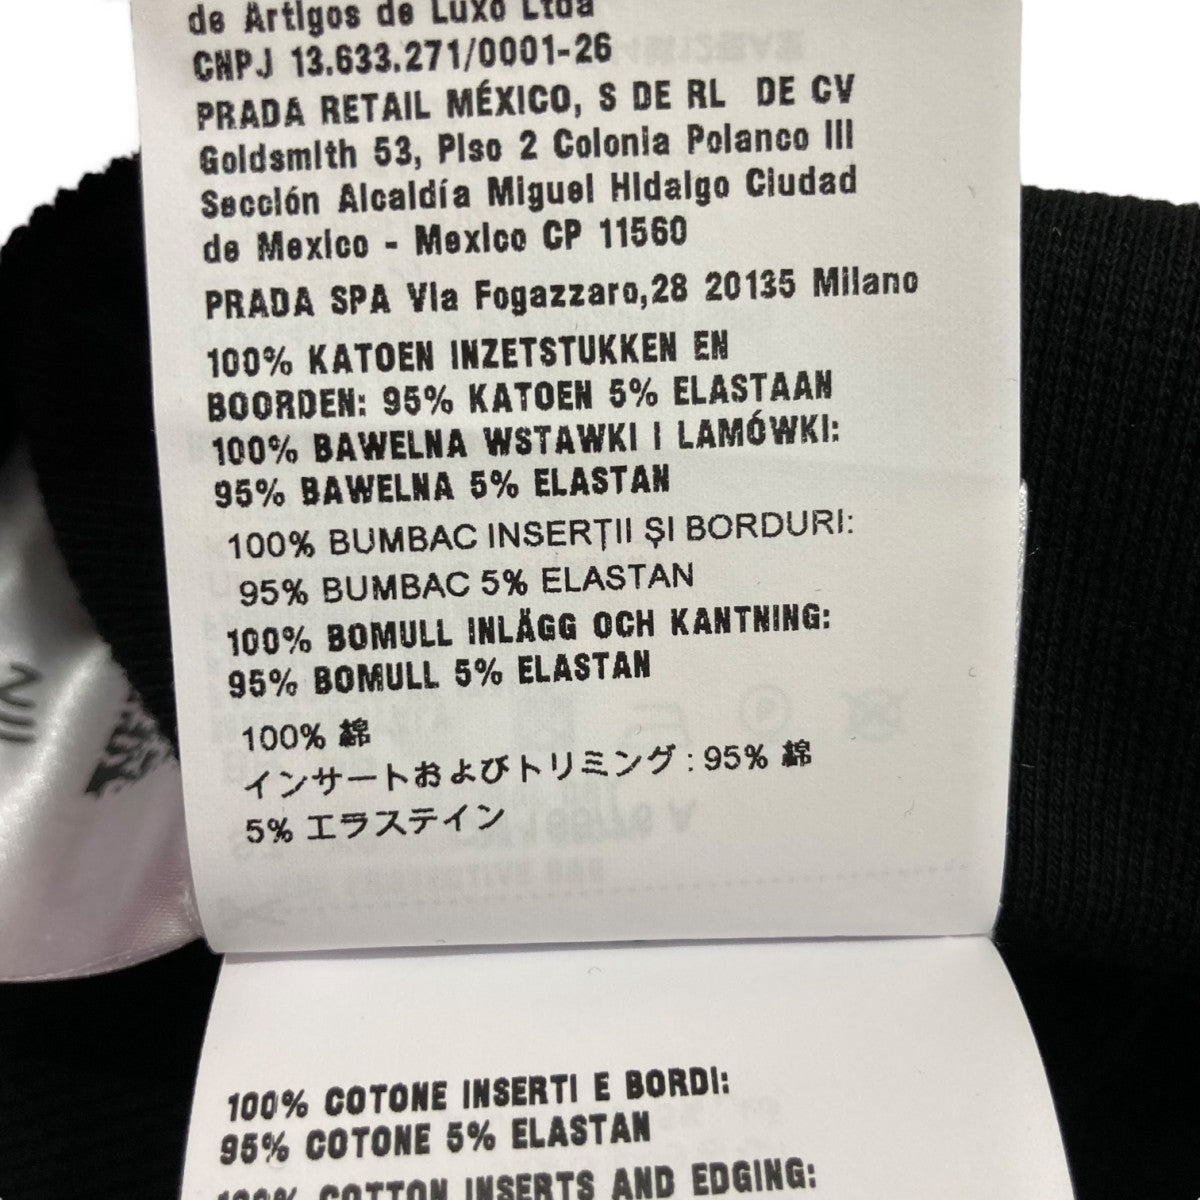 de Artigos de Luxo Ltda
CNPJ 13.633.271/0001-26
PRADA RETAIL MÉXICO, S DE RL DE CV
Goldsmith 53, Piso 2 Colonia Polanco III
Sección Alcaldía Miguel Hidalgo Ciudad
de Mexico - Mexico CP 11560
PRADA SPA Via Fogazzaro,28 20135 Milano
100% KATOEN INZETSTUKKEN EN
BOORDEN: 95% KATOEN 5% ELASTAAN
100% BAWELNA WSTAWKI I LAMÓWKI:
95% BAWELNA 5% ELASTAN
100% BUMBAC INSERȚII ȘI BORDURI:
95% BUMBAC 5% ELASTAN
100% BOMULL INLÄGG OCH KANTNING:
95% BOMULL 5% ELASTAN
100% 綿
インサートおよびトリミング: 95% 綿
5% エラステイン
100% COTONE INSERTI E BORDI:
95% COTONE 5% ELASTAN
100% COTTON INSERTS AND EDGING: